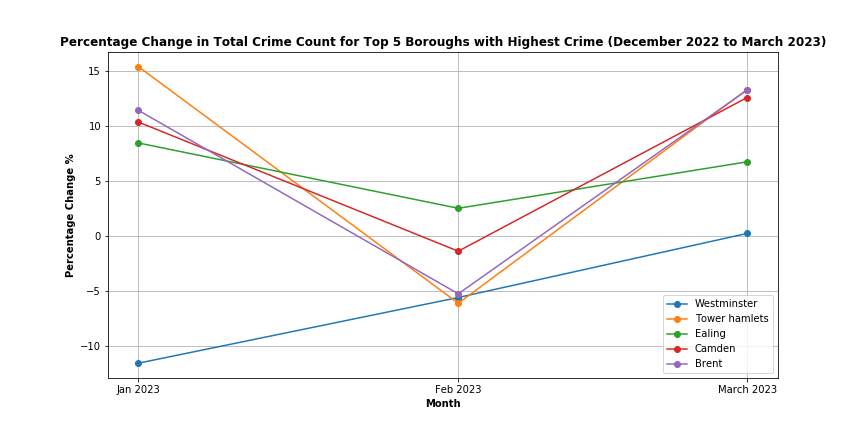 Percentage Change in Total Crime Count for Top 5 Boroughs with Highest Crime (December 2022 to March 2023)
Percentage Change %
15
10
5
0
−5
−10
Jan 2023
Feb 2023
March 2023
Month
Westminster
Tower hamlets
Ealing
Camden
Brent